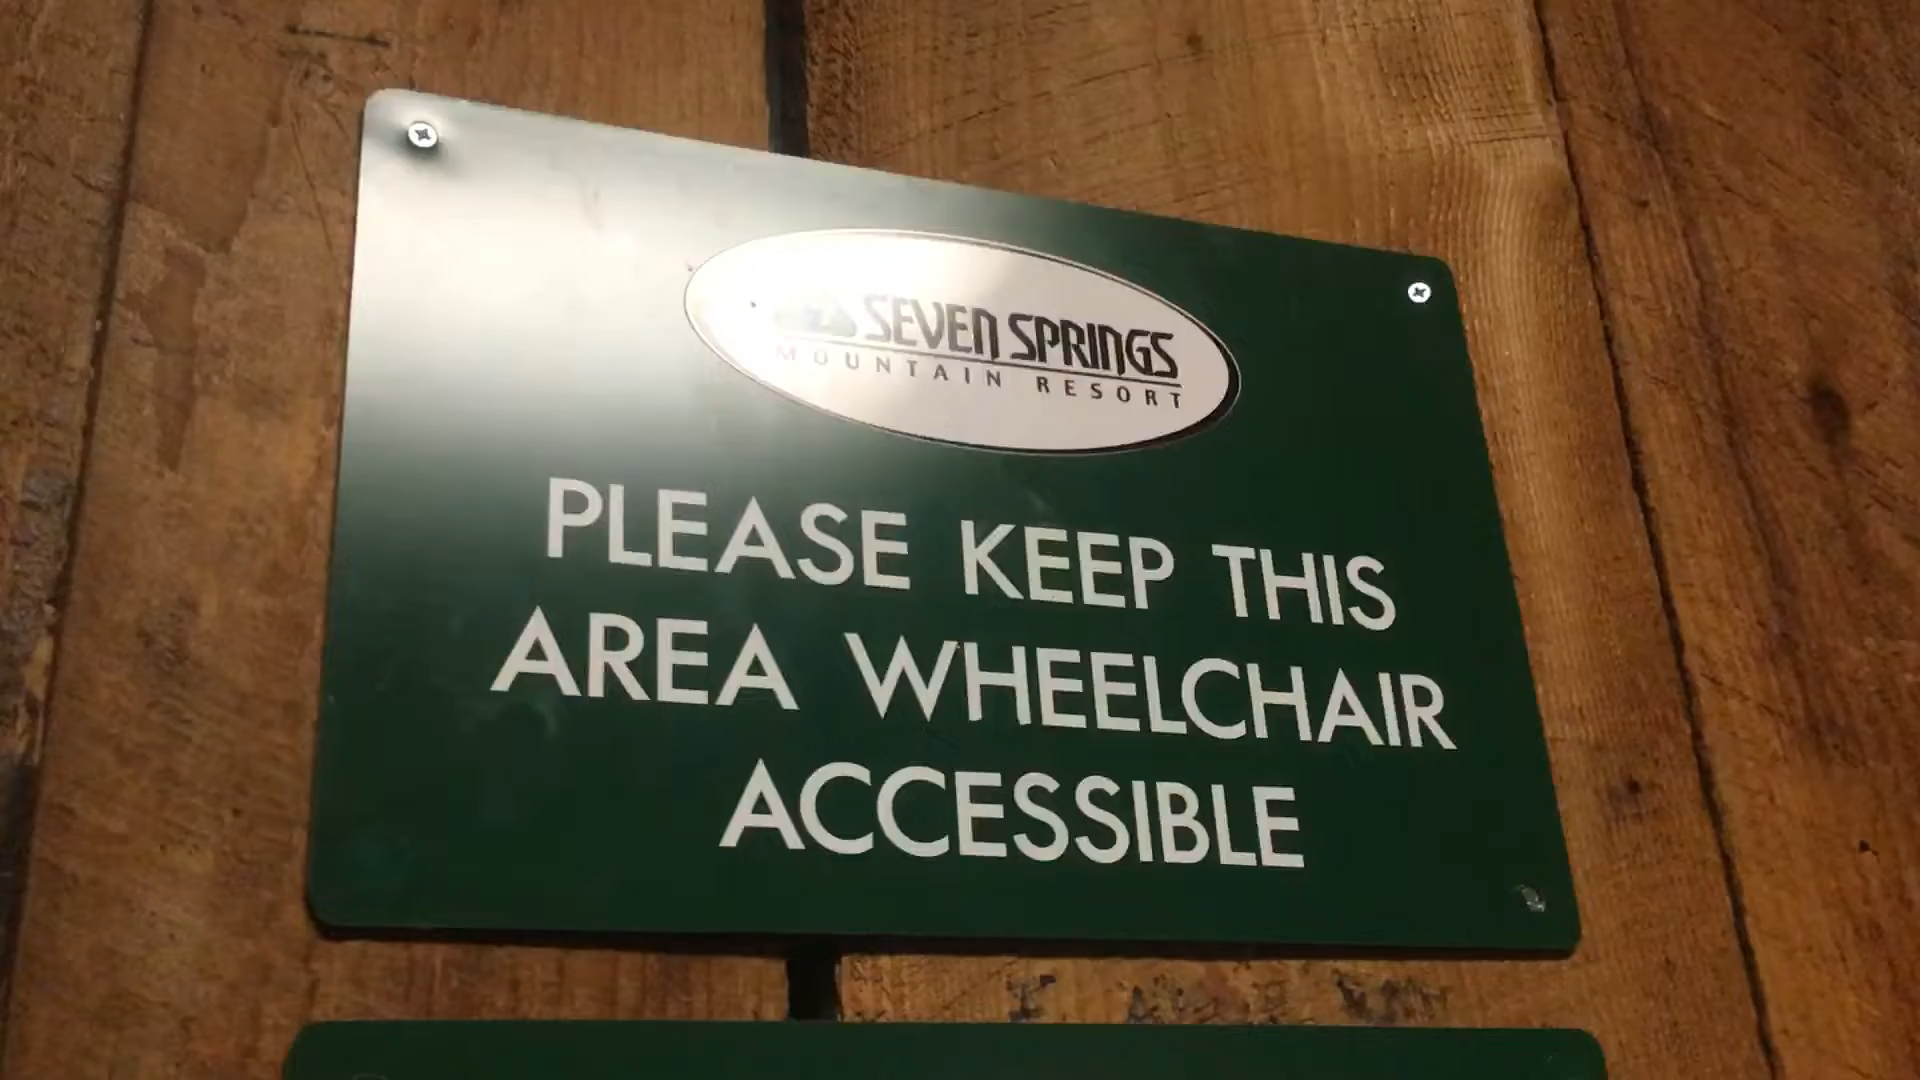 SEVEN SPRINGS
MOUNTAIN RESORT
PLEASE KEEP THIS
AREA WHEELCHAIR
ACCESSIBLE